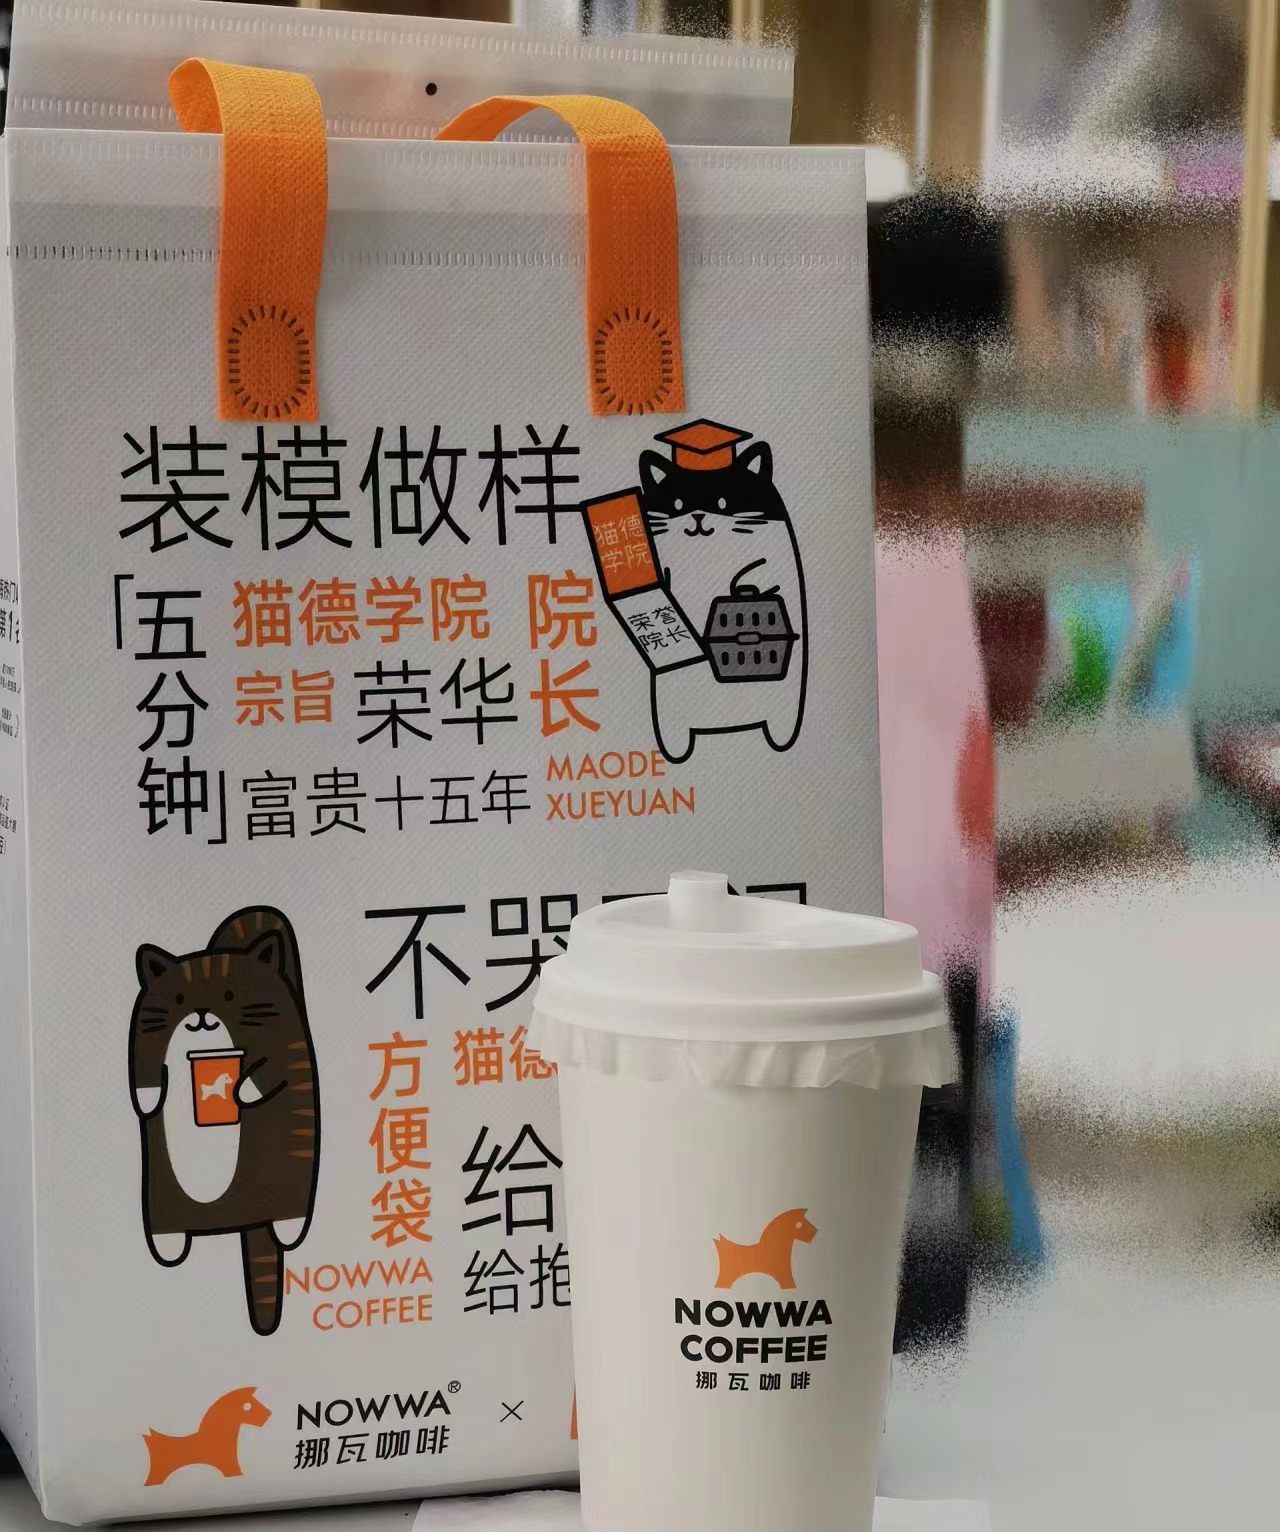 装模做样
「五分钟」
猫德学院 院长
宗旨 荣华
富贵十五年
MAODE
XUEYUAN
猫德
学院
荣誉
院长
不哭
方便袋
猫德
给
给抱
NOWWA
COFFEE
NOWWA®
挪瓦咖啡
×
NOWWA
COFFEE
挪瓦咖啡